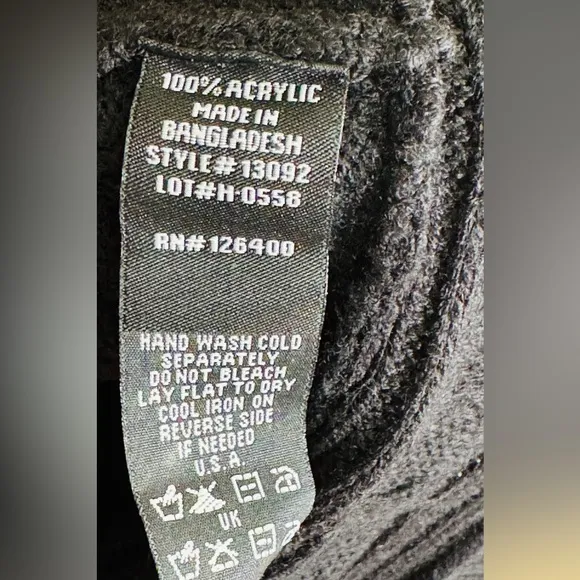 100% ACRYLIC
MADE IN
BANGLADESH
STYLE# 13092
LOT#H-0558
RN# 126400
HAND WASH COLD
SEPARATELY
DO NOT BLEACH
LAY FLAT TO DRY
COOL IRON ON
REVERSE SIDE
IF NEEDED
U.S.A.
UK